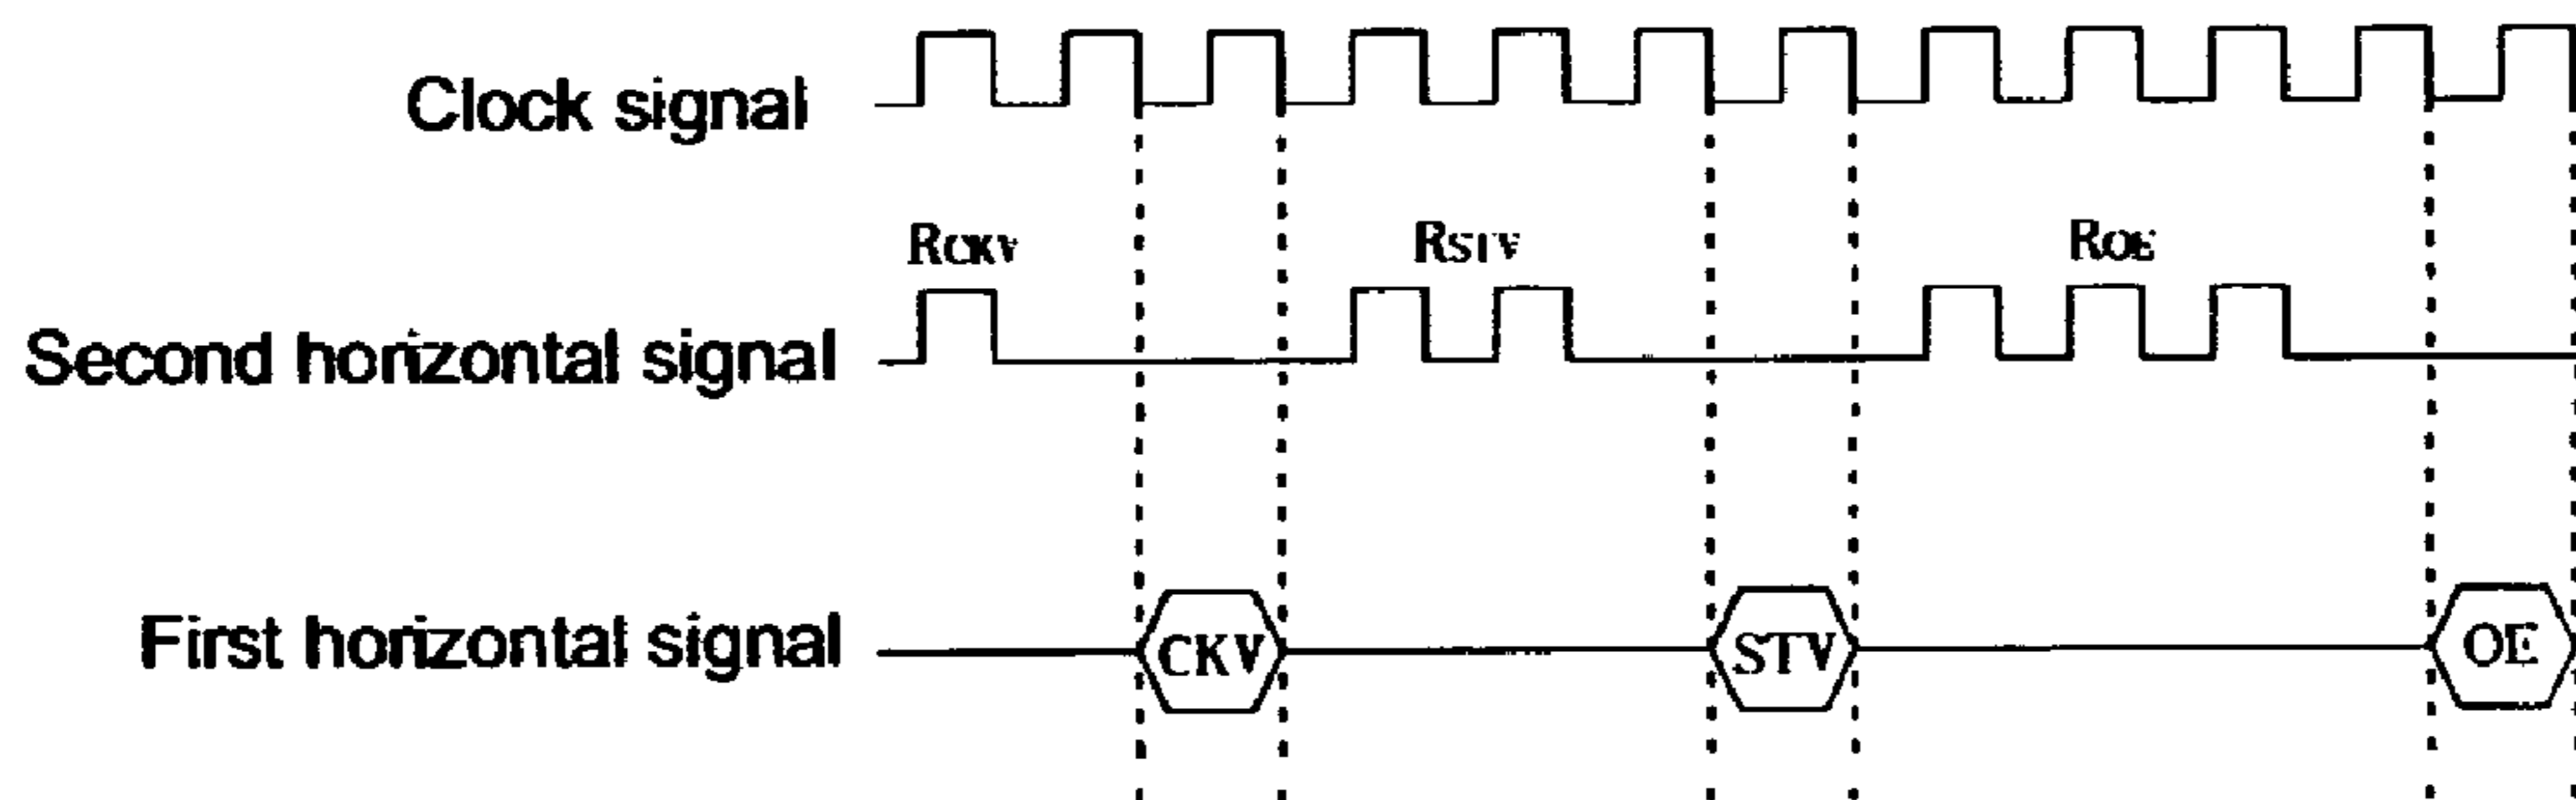 Clock signal
RCKV RSTV ROE
Second horizontal signal
First horizontal signal CKV STV OE